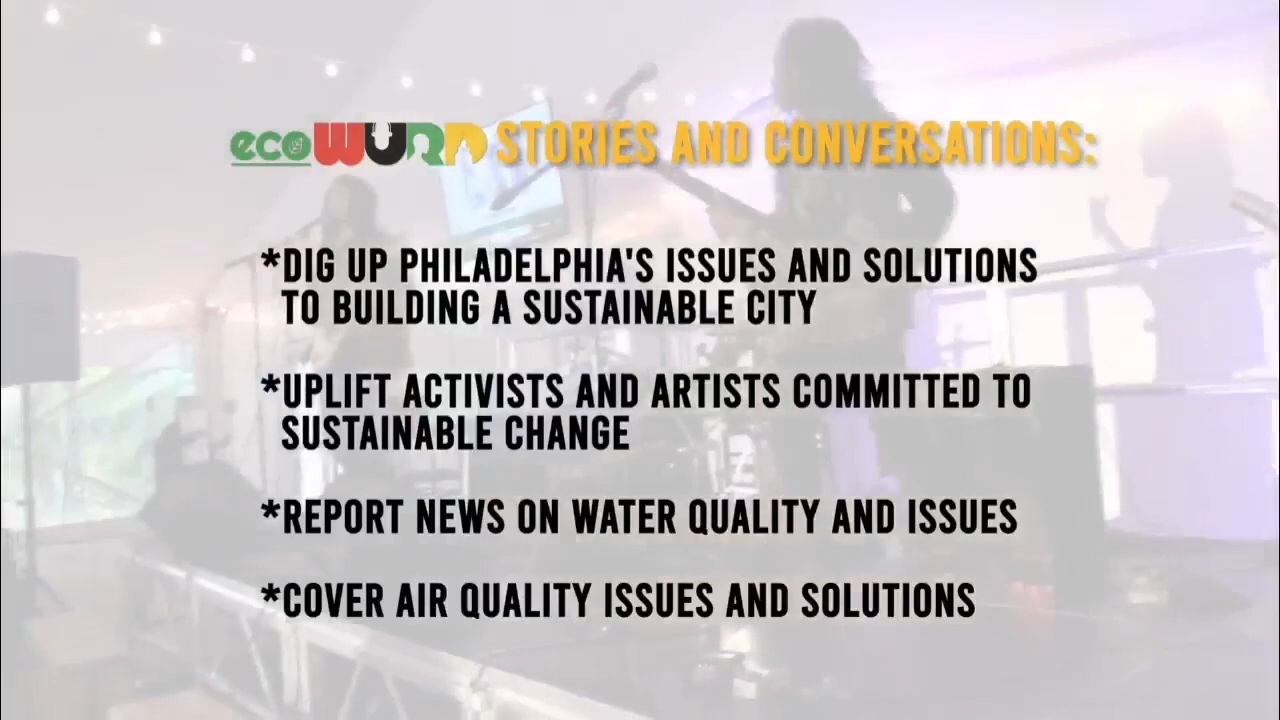 ecoWURD STORIES AND CONVERSATIONS:
*DIG UP PHILADELPHIA'S ISSUES AND SOLUTIONS
TO BUILDING A SUSTAINABLE CITY
*UPLIFT ACTIVISTS AND ARTISTS COMMITTED TO
SUSTAINABLE CHANGE
*REPORT NEWS ON WATER QUALITY AND ISSUES
*COVER AIR QUALITY ISSUES AND SOLUTIONS